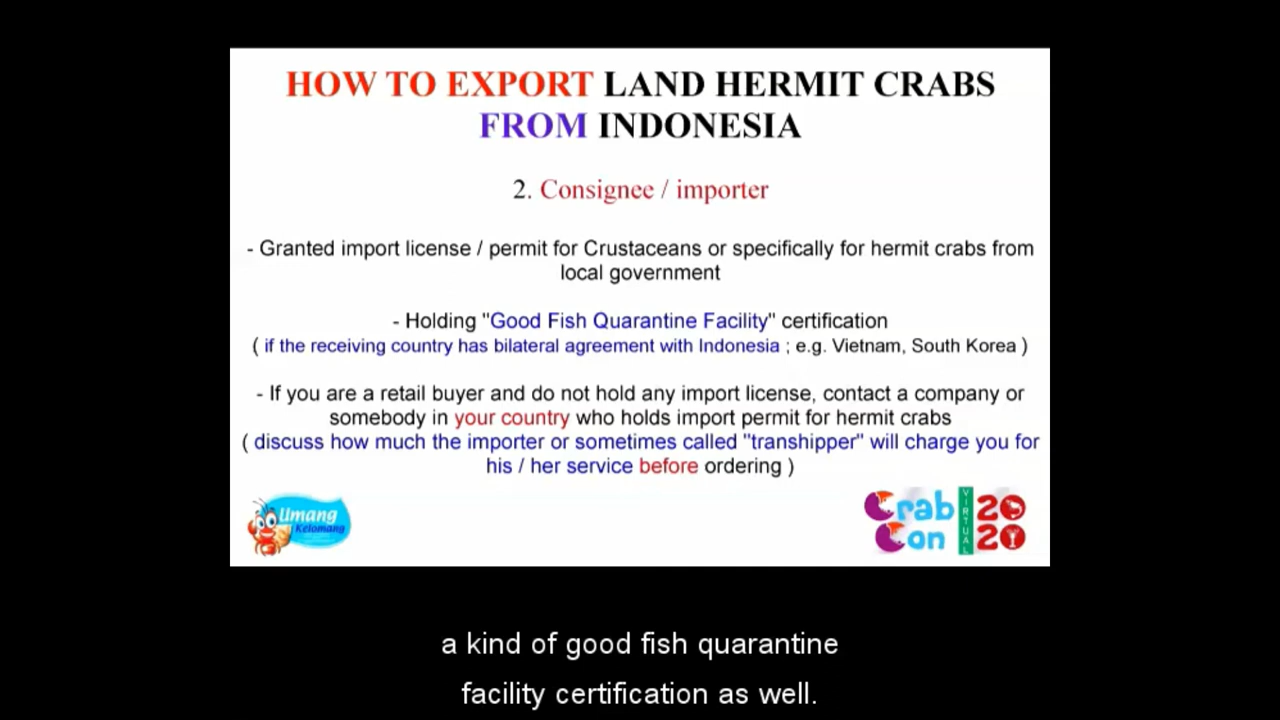 HOW TO EXPORT LAND HERMIT CRABS
FROM INDONESIA
2. Consignee / importer
- Granted import license / permit for Crustaceans or specifically for hermit crabs from
local government
- Holding "Good Fish Quarantine Facility" certification
( if the receiving country has bilateral agreement with Indonesia ; e.g. Vietnam, South Korea )
- If you are a retail buyer and do not hold any import license, contact a company or
somebody in your country who holds import permit for hermit crabs
( discuss how much the importer or sometimes called "transhipper" will charge you for
his / her service before ordering )
Umang
Kelomang
Crab
Con
VIRTUAL
20
20
a kind of good fish quarantine
facility certification as well.